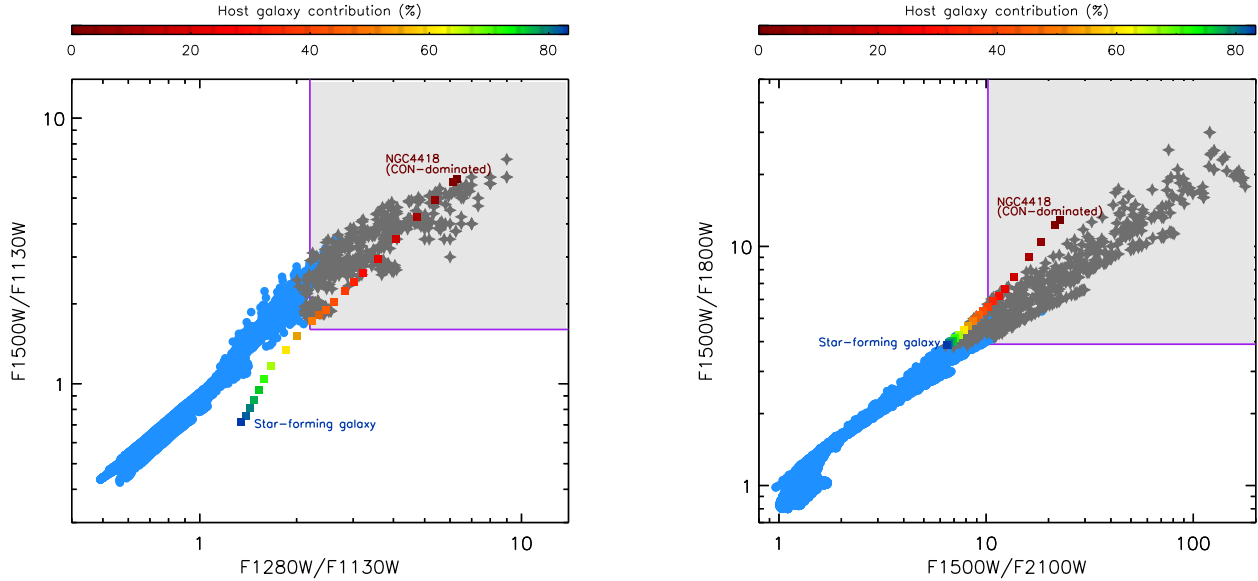 Host galaxy contribution (%)
0 20 40 60 80
10
1
F1500W/F1130W
NGC4418
(CON-dominated)
Star-forming galaxy
1 10
F1280W/F1130W
Host galaxy contribution (%)
0 20 40 60 80
10
1
F1500W/F1800W
NGC4418
(CON-dominated)
Star-forming galaxy
1 10 100
F1500W/F2100W